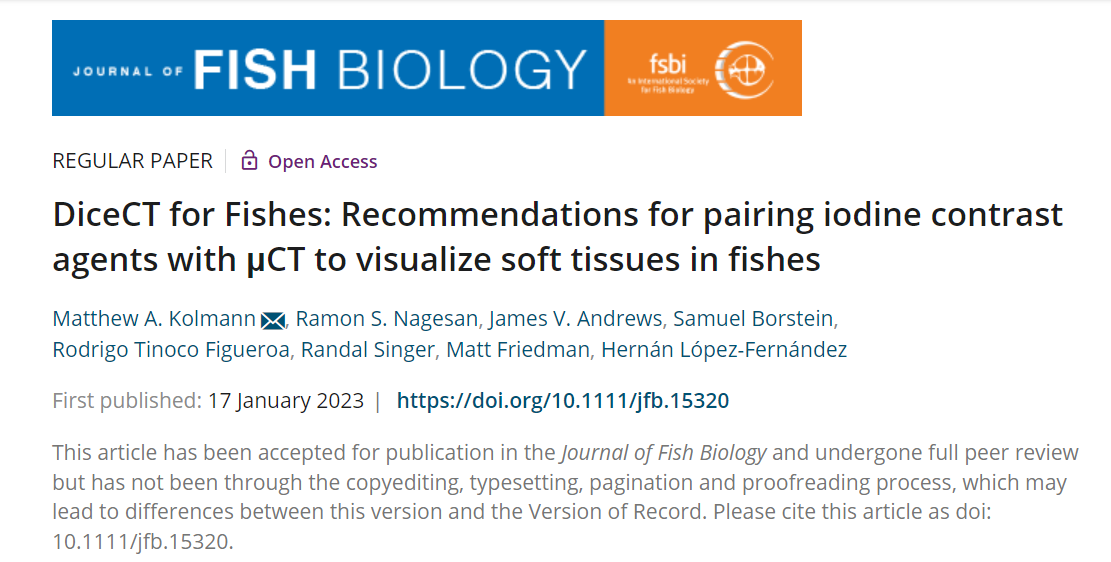 JOURNAL OF FISH BIOLOGY
fsbi
An International Society
for Fish Biology
REGULAR PAPER | Open Access
DiceCT for Fishes: Recommendations for pairing iodine contrast
agents with μCT to visualize soft tissues in fishes
Matthew A. Kolmann, Ramon S. Nagesan, James V. Andrews, Samuel Borstein,
Rodrigo Tinoco Figueroa, Randal Singer, Matt Friedman, Hernán López-Fernández
First published: 17 January 2023 | https://doi.org/10.1111/jfb.15320
This article has been accepted for publication in the Journal of Fish Biology and undergone full peer review
but has not been through the copyediting, typesetting, pagination and proofreading process, which may
lead to differences between this version and the Version of Record. Please cite this article as doi:
10.1111/jfb.15320.